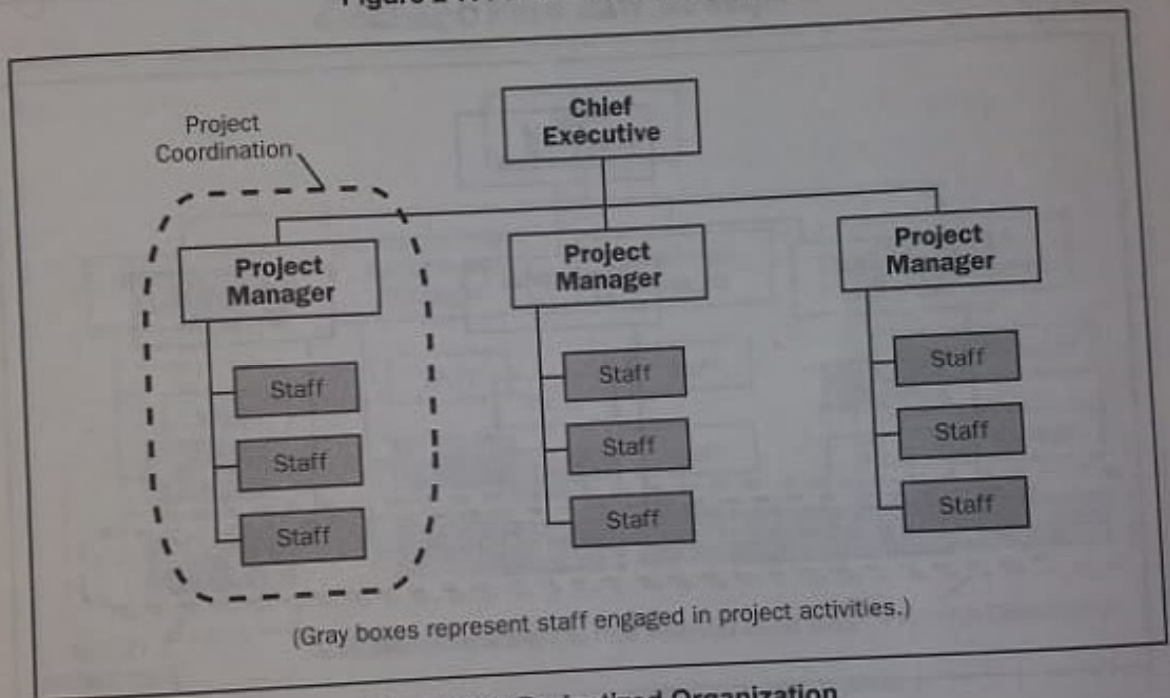 Project
Coordination
Chief
Executive
Project
Manager
Project
Manager
Project
Manager
Staff
Staff
Staff
Staff
Staff
Staff
Staff
Staff
Staff
(Gray boxes represent staff engaged in project activities.)
Organization